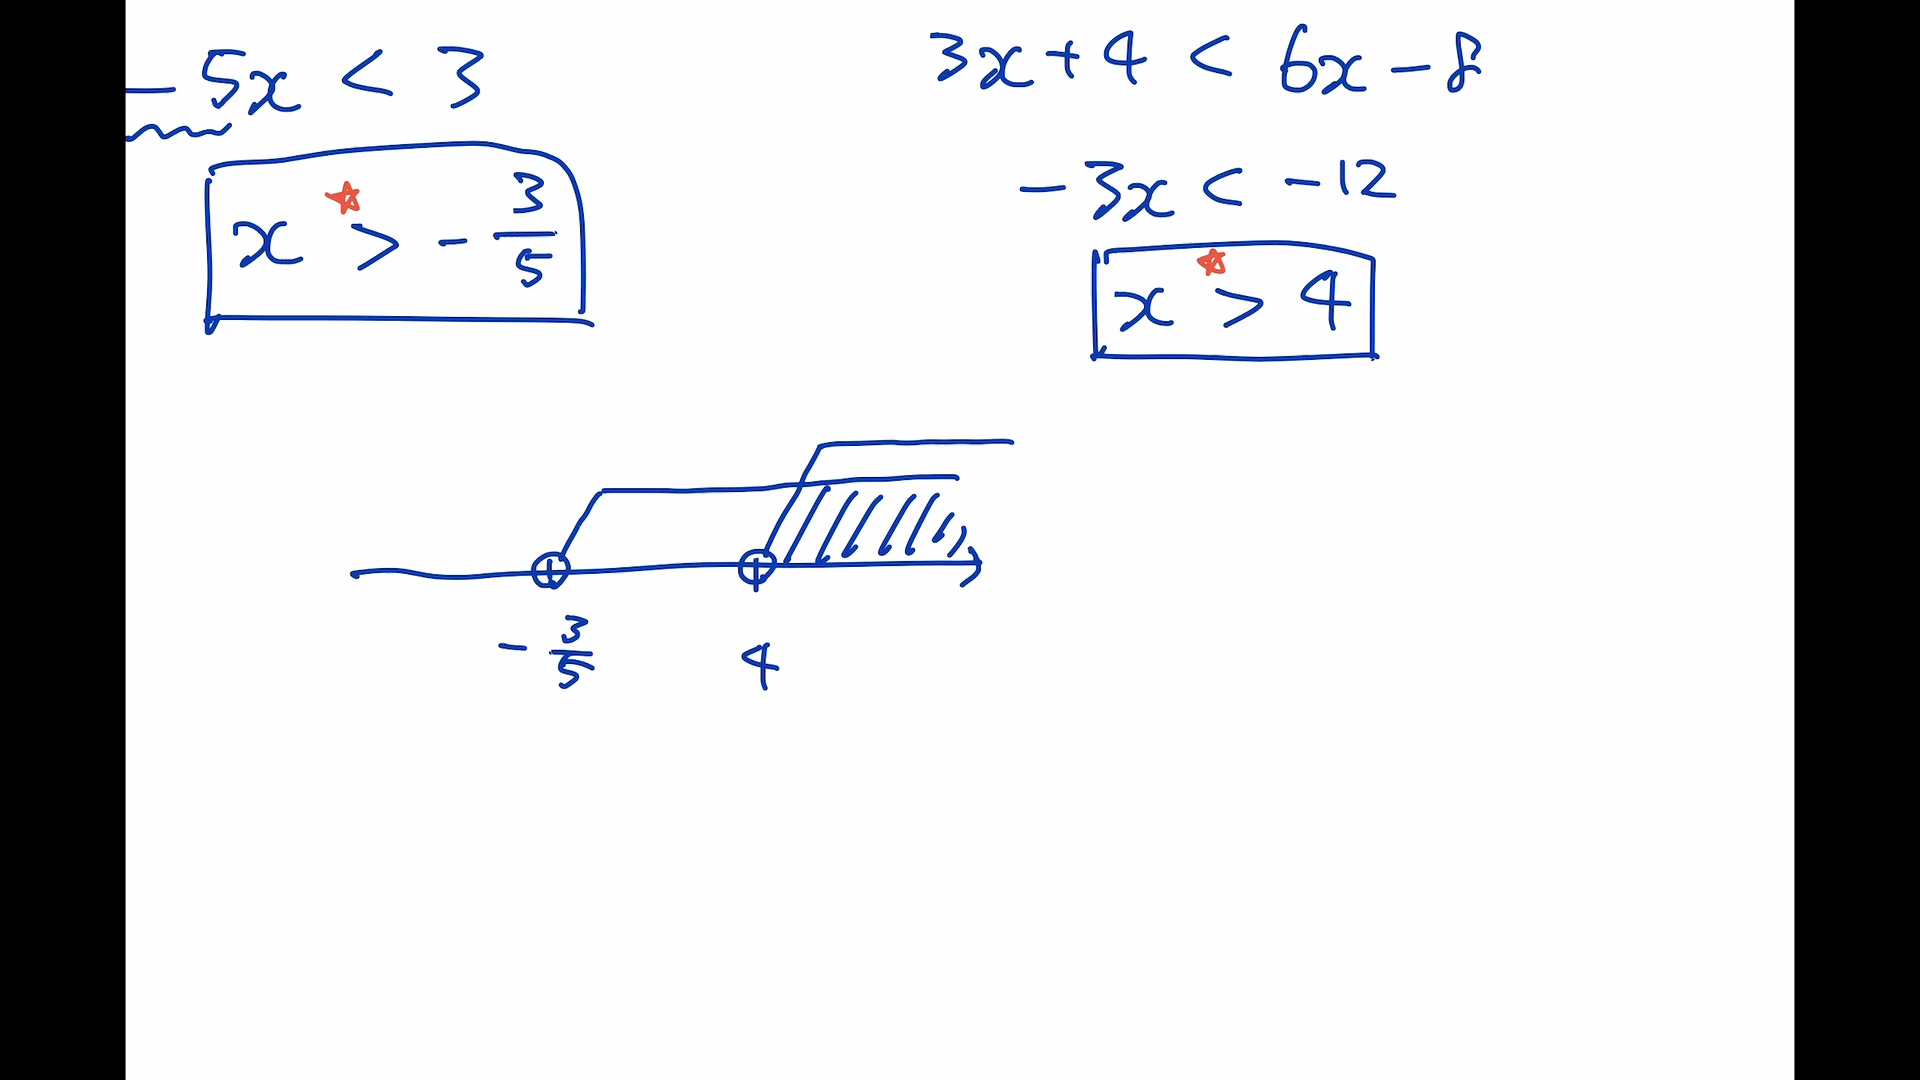 -5x < 3
x > - 3/5
3x + 4 < 6x - 8
-3x < -12
x > 4
- 3/5
4